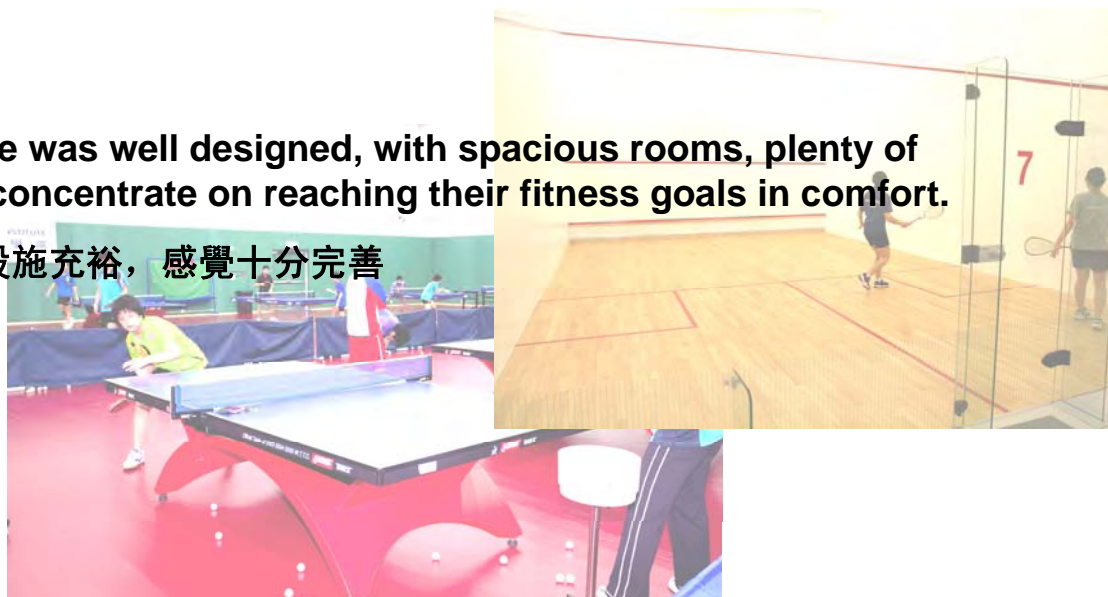 e was well designed, with spacious rooms, plenty of
concentrate on reaching their fitness goals in comfort.
設施充裕，感覺十分完善
7